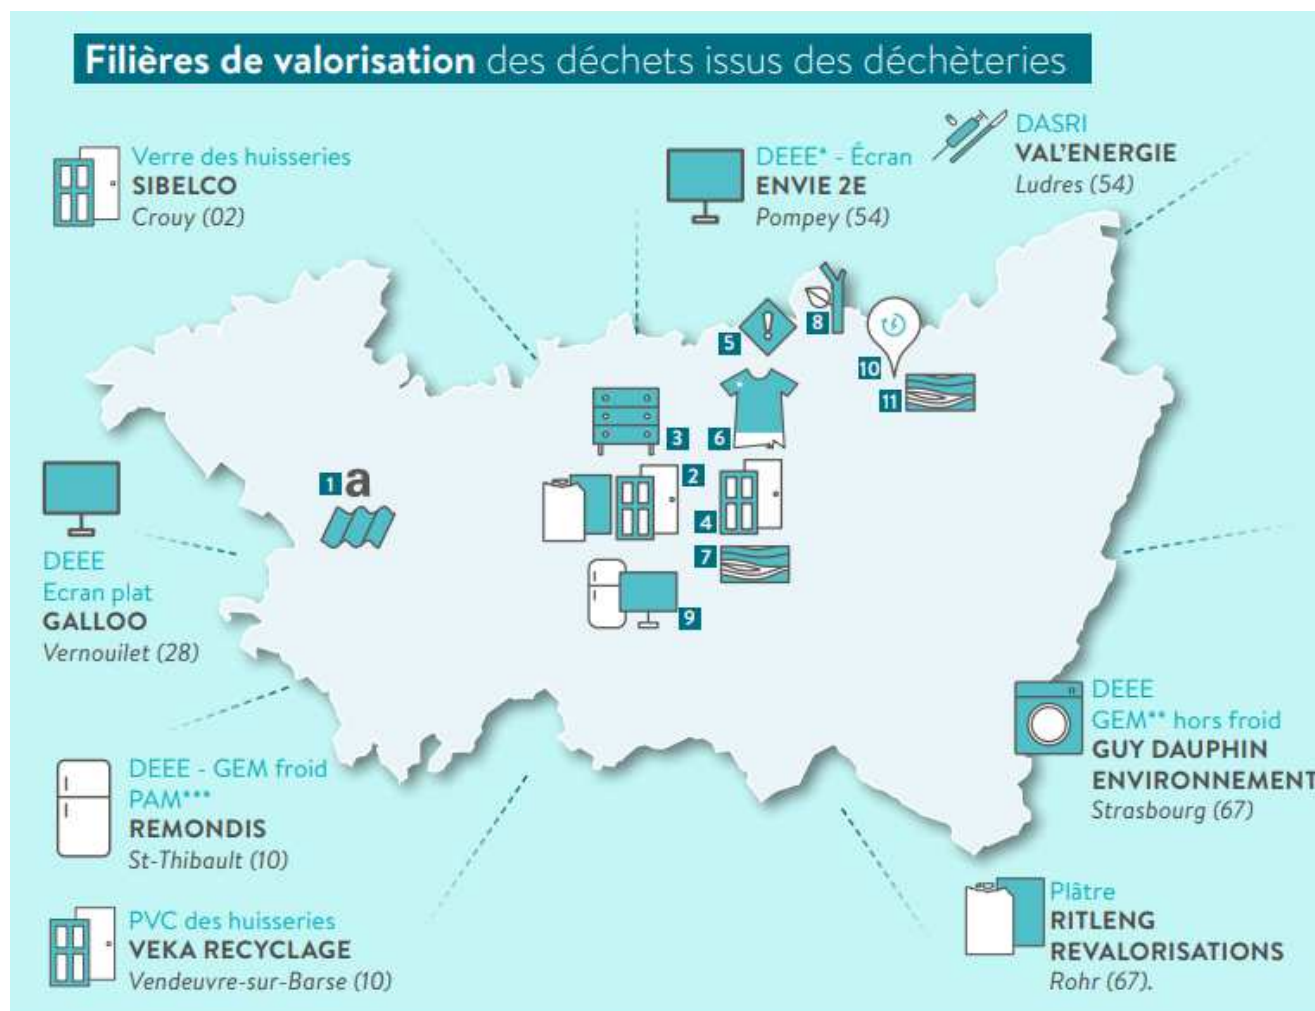 Filières de valorisation des déchets issus des déchèteries
Verre des huisseries
SIBELCO
Crouy (02)
DEEE* - Écran
ENVIE 2E
Pompey (54)
DASRI
VAL'ENERGIE
Ludres (54)
5
!
8
10
11
3
6
1 a
2
4
7
9
DEEE
Ecran plat
GALLOO
Vernouilet (28)
DEEE - GEM froid
PAM***
REMONDIS
St-Thibault (10)
PVC des huisseries
VEKA RECYCLAGE
Vendeuvre-sur-Barse (10)
DEEE
GEM** hors froid
GUY DAUPHIN
ENVIRONNEMENT
Strasbourg (67)
Plâtre
RITLENG
REVALORISATIONS
Rohr (67).